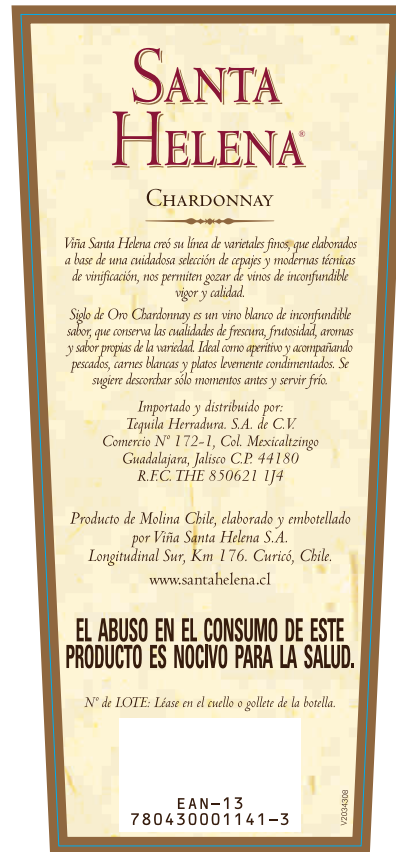 SANTA
HELENA®
CHARDONNAY
Viña Santa Helena creó su línea de varietales finos, que elaborados
a base de una cuidadosa selección de cepajes y modernas técnicas
de vinificación, nos permiten gozar de vinos de inconfundible
vigor y calidad.
Siglo de Oro Chardonnay es un vino blanco de inconfundible
sabor, que conserva las cualidades de frescura, frutosidad, aromas
y sabor propias de la variedad. Ideal como aperitivo y acompañando
pescados, carnes blancas y platos levemente condimentados. Se
sugiere descorchar sólo momentos antes y servir frío.
Importado y distribuido por:
Tequila Herradura. S.A. de C.V.
Comercio Nº 172-1, Col. Mexicaltzingo
Guadalajara, Jalisco C.P. 44180
R.F.C. THE 850621 1J4
Producto de Molina Chile, elaborado y embotellado
por Viña Santa Helena S.A.
Longitudinal Sur, Km 176. Curicó, Chile.
www.santahelena.cl
EL ABUSO EN EL CONSUMO DE ESTE
PRODUCTO ES NOCIVO PARA LA SALUD.
Nº de LOTE: Léase en el cuello o gollete de la botella.
EAN-13
780430001141-3
V2034308